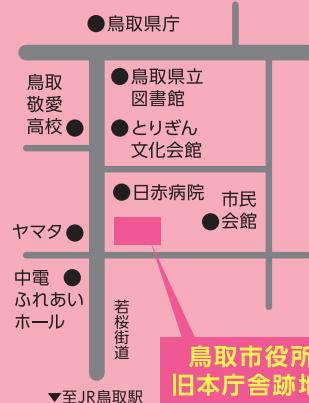 鳥取県庁
鳥取県立
図書館
鳥取
敬愛
高校
とりぎん
文化会館
日赤病院
市民
会館
ヤマタ
中電
ふれあい
ホール
若桜街道
鳥取市役所
旧本庁舎跡地
▼至JR鳥取駅